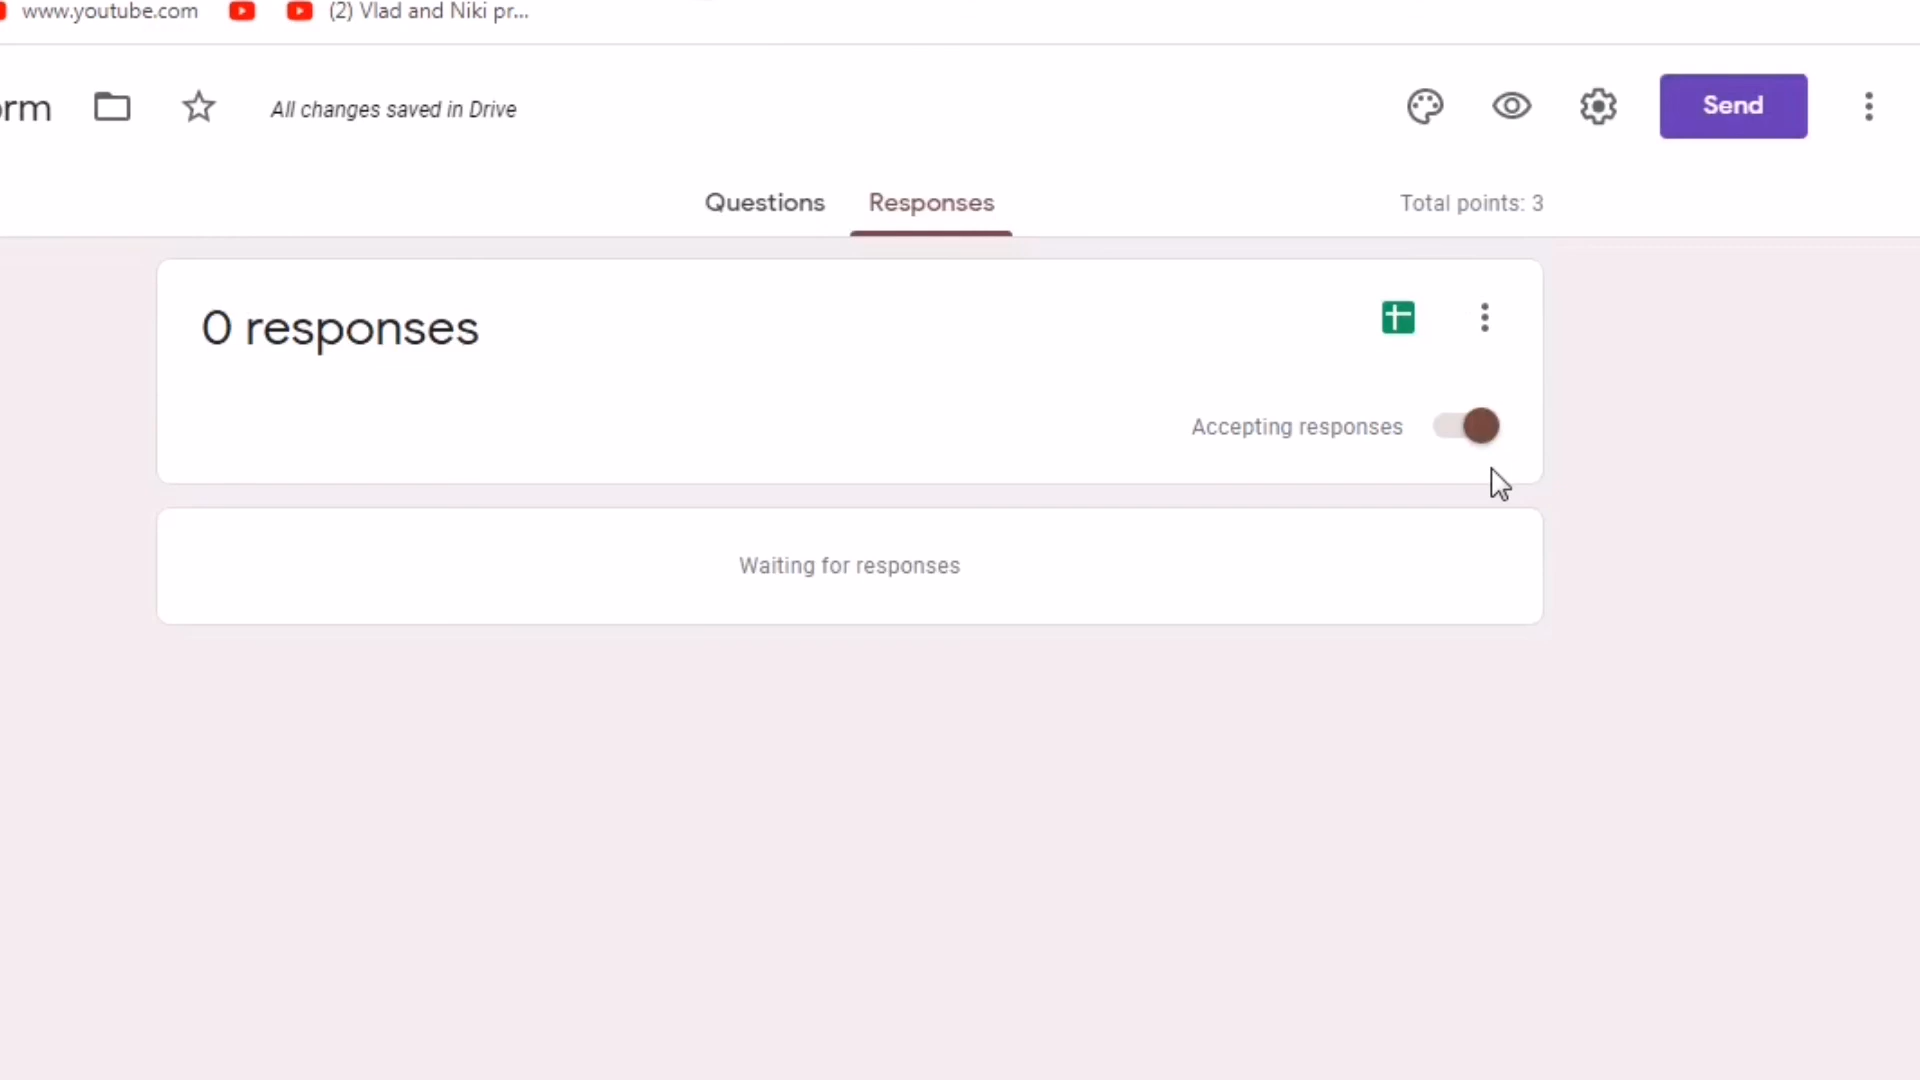 www.youtube.com (2) Vlad and Niki pr...
orm All changes saved in Drive Send
Questions Responses Total points: 3
0 responses
Accepting responses
Waiting for responses